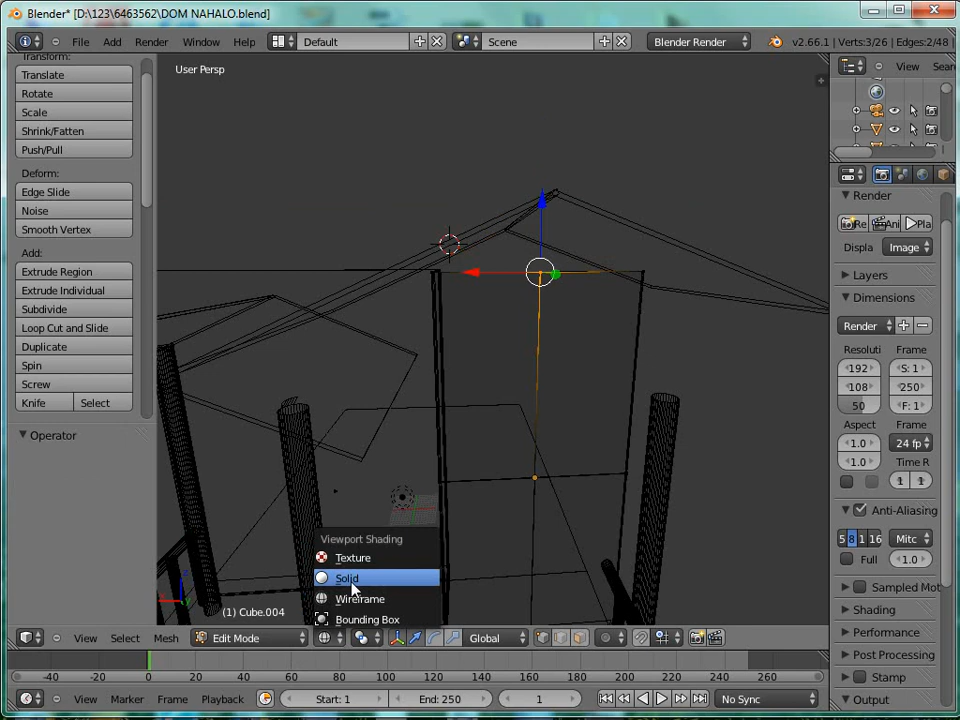 Blender* [D:\123\6463562\DOM NAHALO.blend]
File Add Render Window Help Default Scene Blender Render v2.66.1 | Verts:3/26 | Edges:2/48 |
Transform:
Translate
Rotate
Scale
Shrink/Fatten
Push/Pull
Deform:
Edge Slide
Noise
Smooth Vertex
Add:
Extrude Region
Extrude Individual
Subdivide
Loop Cut and Slide
Duplicate
Spin
Screw
Knife Select
Operator
User Persp
Viewport Shading
Texture
Solid
Wireframe
Bounding Box
(1) Cube.004
View Select Mesh Edit Mode Global
View Sear
Render
Re Ani Pla
Displa Image
Layers
Dimensions
Render
Resoluti Frame
192 S: 1
108 250
50 F: 1
Aspect Frame
1.0 24 fp
1.0 Time R
1 1
Anti-Aliasing
5 8 1 16 Mitc
Full 1.0
Sampled Mot
Shading
Performance
Post Processing
Stamp
Output
-40 -20 0 20 40 60 80 100 120 140 160 180 200 220 240 260
View Marker Frame Playback Start: 1 End: 250 1 No Sync